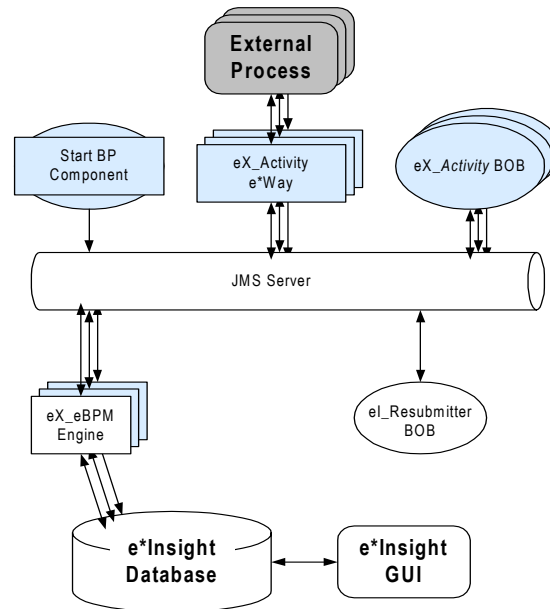 External
Process
Start BP
Component
eX_Activity
e*Way
eX_Activity BOB
JMS Server
eX_eBPM
Engine
eI_Resubmitter
BOB
e*Insight
Database
e*Insight
GUI